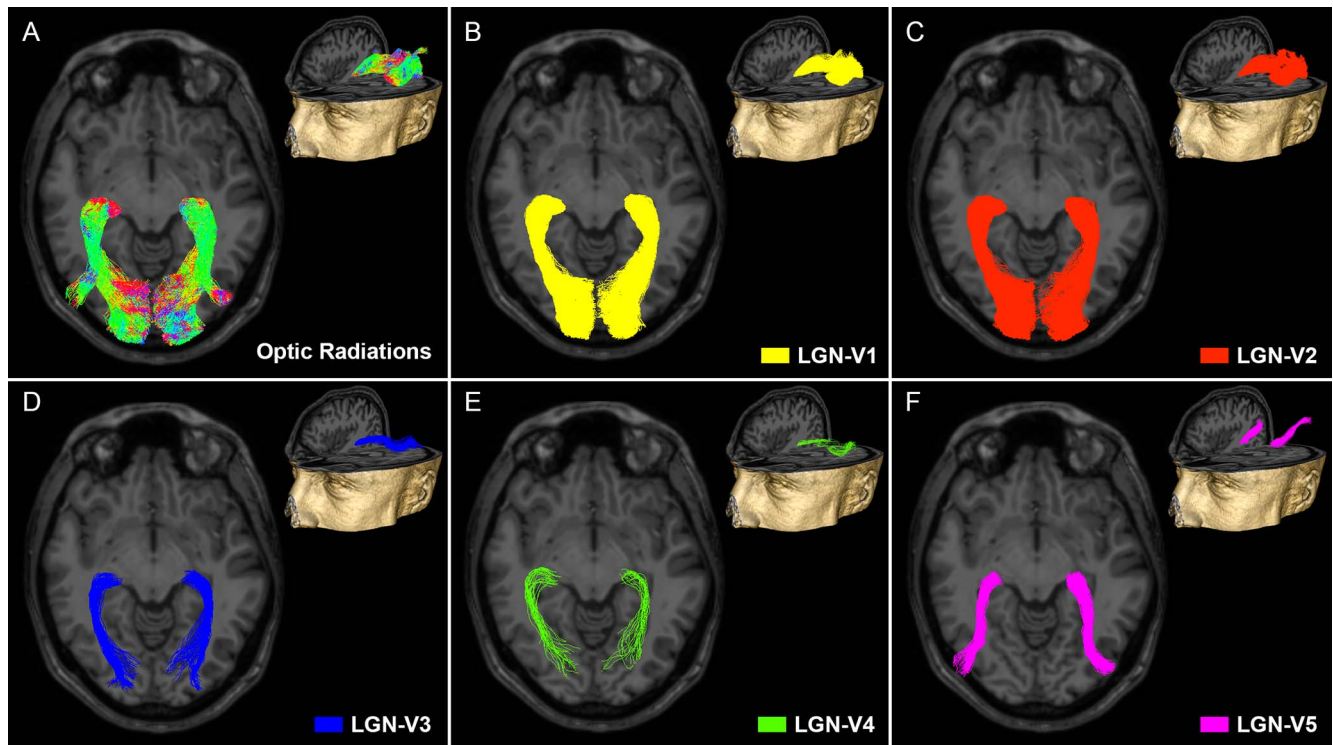 A
Optic Radiations
B
LGN-V1
C
LGN-V2
D
LGN-V3
E
LGN-V4
F
LGN-V5